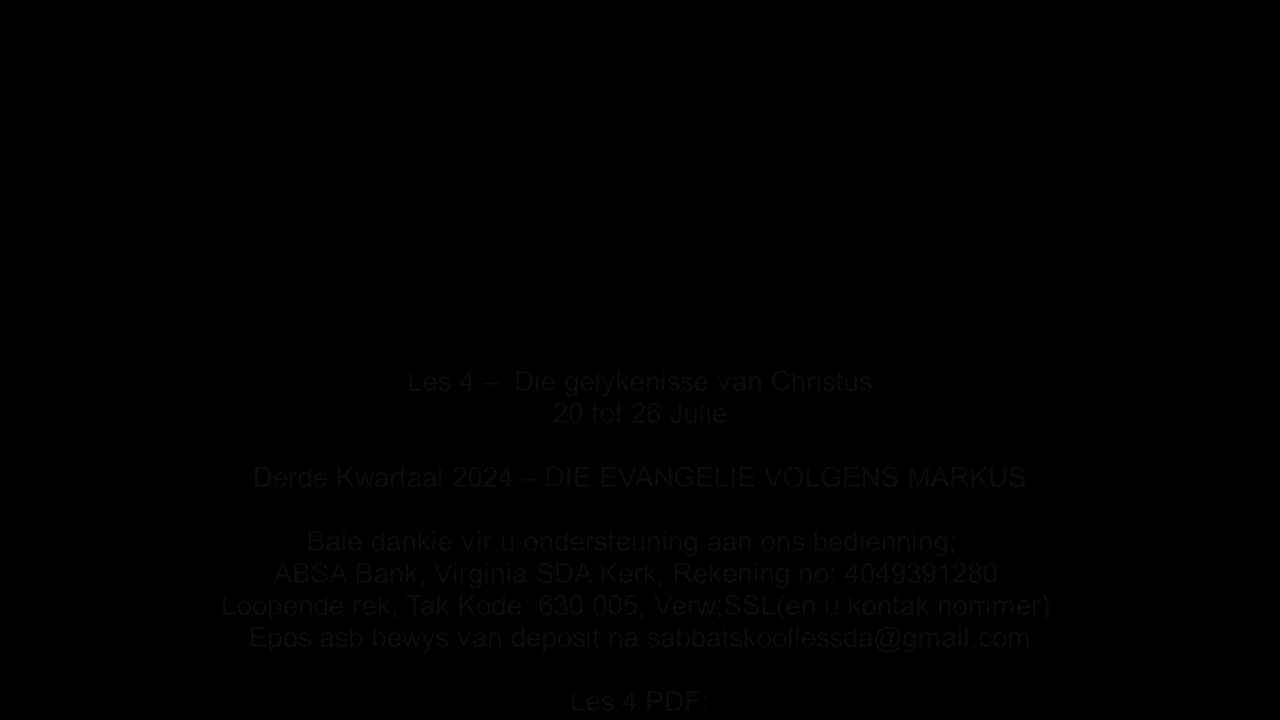 Les 4 – Die gelykenisse van Christus
20 tot 26 Julie
Derde Kwartaal 2024 – DIE EVANGELIE VOLGENS MARKUS
Baie dankie vir u ondersteuning aan ons bedienning;
ABSA Bank, Virginia SDA Kerk, Rekening no: 4049391280
Loopende rek, Tak Kode: 630 005, Verw;SSL(en u kontak nommer)
Epos asb bewys van deposit na sabbatskoollessda@gmail.com
Les 4 PDF: